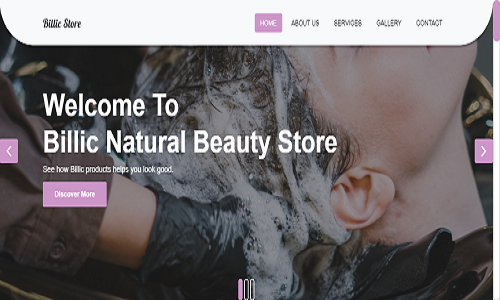 Billic Store
HOME
ABOUT US
SERVICES
GALLERY
CONTACT
Welcome To
Billic Natural Beauty Store
See how Billic products helps you look good.
Discover More